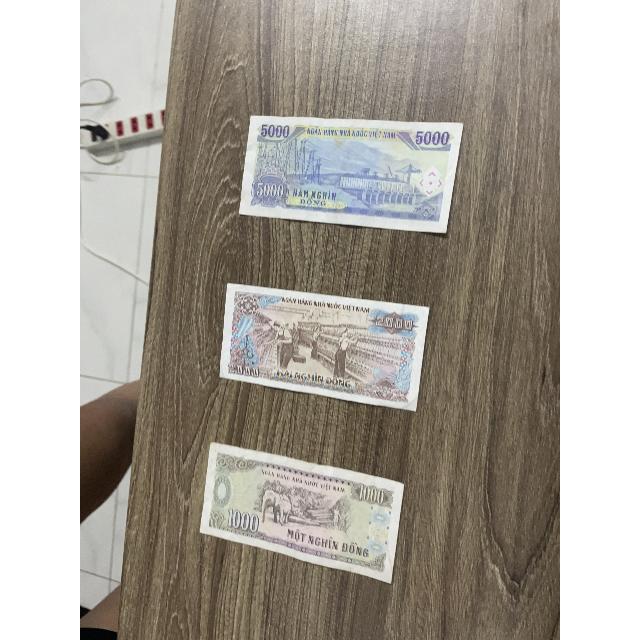 5000 NGÂN HÀNG NHÀ NƯỚC VIỆT NAM 5000
5000 NĂM NGHÌN
ĐỒNG
NGÂN HÀNG NHÀ NƯỚC VIỆT NAM
2000
HAI NGHÌN ĐỒNG
NGÂN HÀNG NHÀ NƯỚC VIỆT NAM
1000
1000
MỘT NGHÌN ĐỒNG